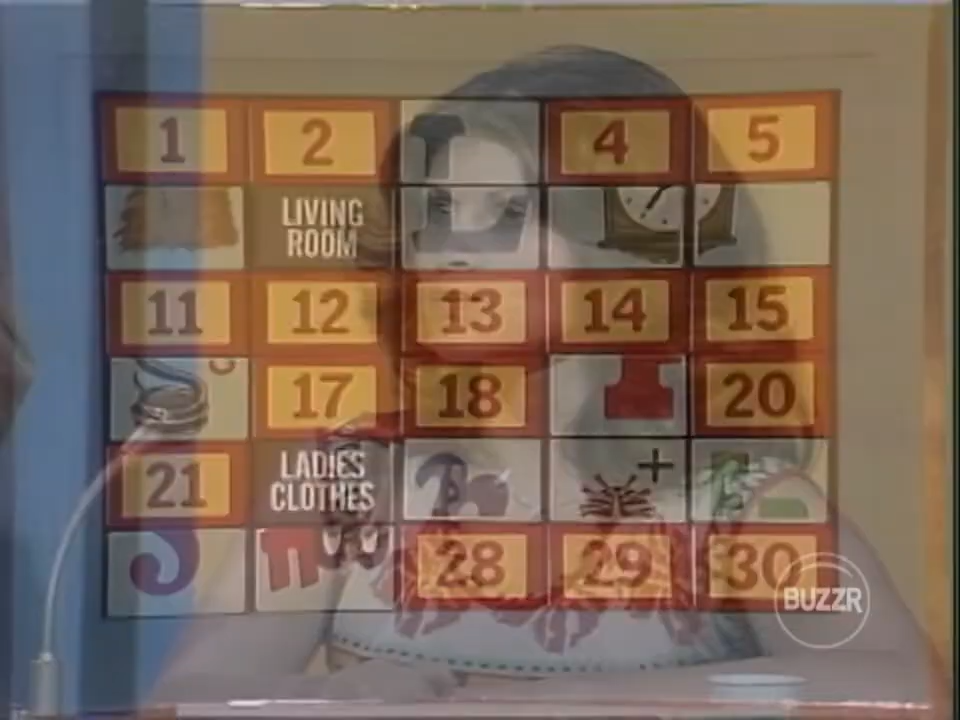 1 2 4 5
LIVING
ROOM
11 12 13 14 15
17 18 20
+
21
LADIES
CLOTHES
28 29 30
BUZZR